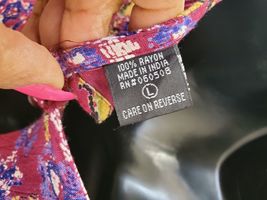 100% RAYON
MADE IN INDIA
RN#060508
L
CARE ON REVERSE